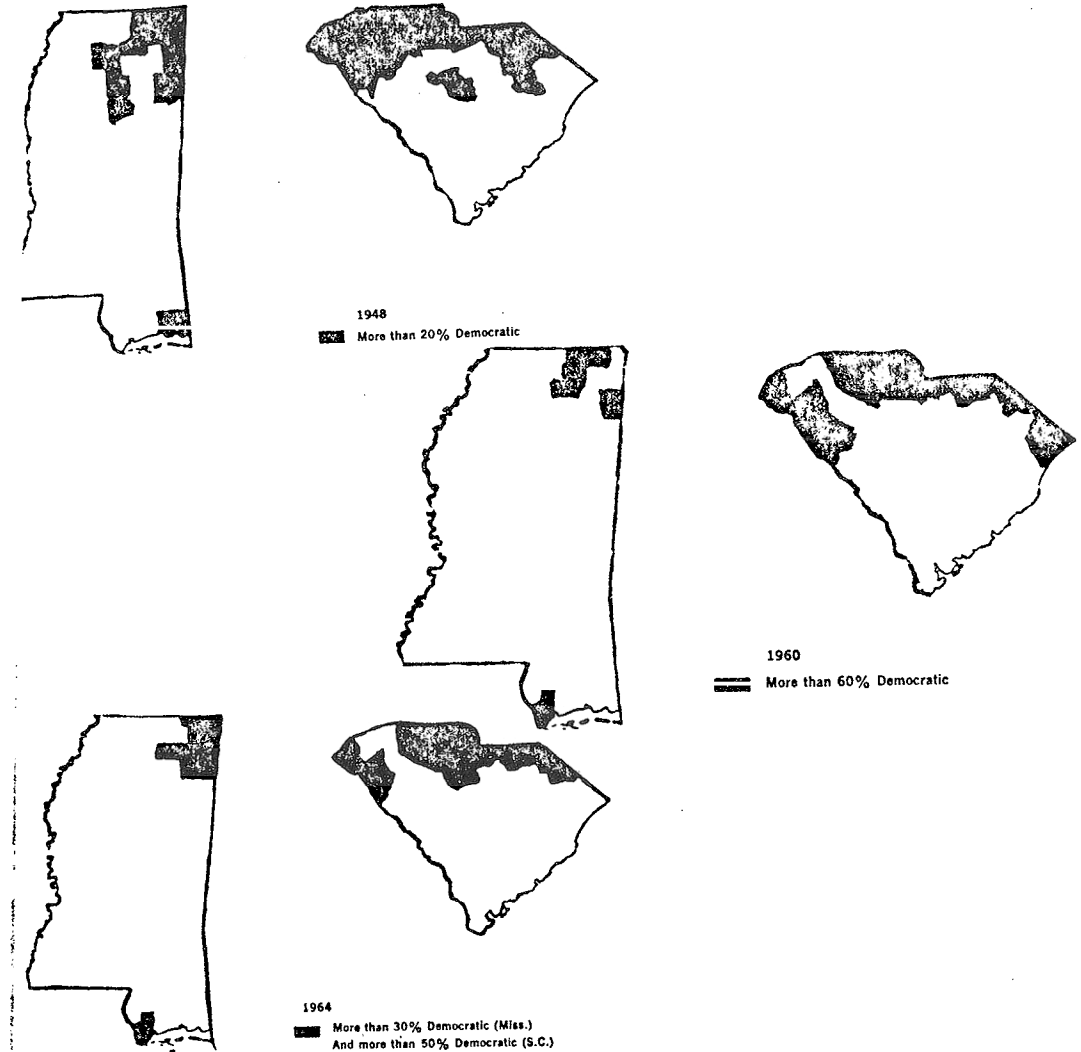 1948
More than 20% Democratic
1960
More than 60% Democratic
1964
More than 30% Democratic (Miss.)
And more than 50% Democratic (S.C.)